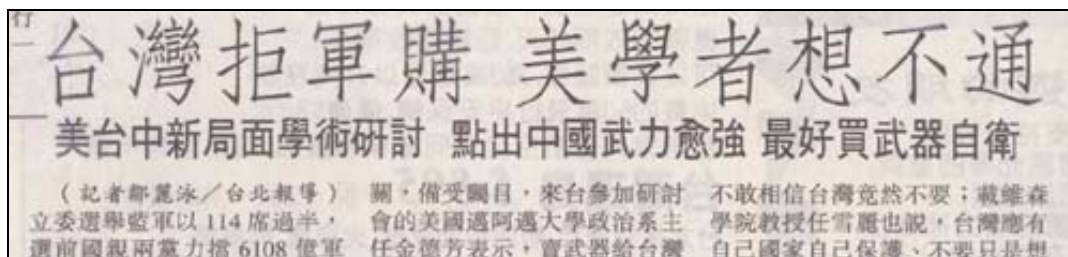 行
台灣拒軍購 美學者想不通
美台中新局面學術研討 點出中國武力愈強 最好買武器自衛
（記者鄒麗泳／台北報導）
立委選舉藍軍以114席過半，
選前國親兩黨力擋6108億軍
關，備受矚目，來台參加研討
會的美國邁阿邁大學政治系主
任金德芳表示，賣武器給台灣
不敢相信台灣竟然不要；戴維森
學院教授任雪麗也說，台灣應有
自己國家自己保護、不要只是想